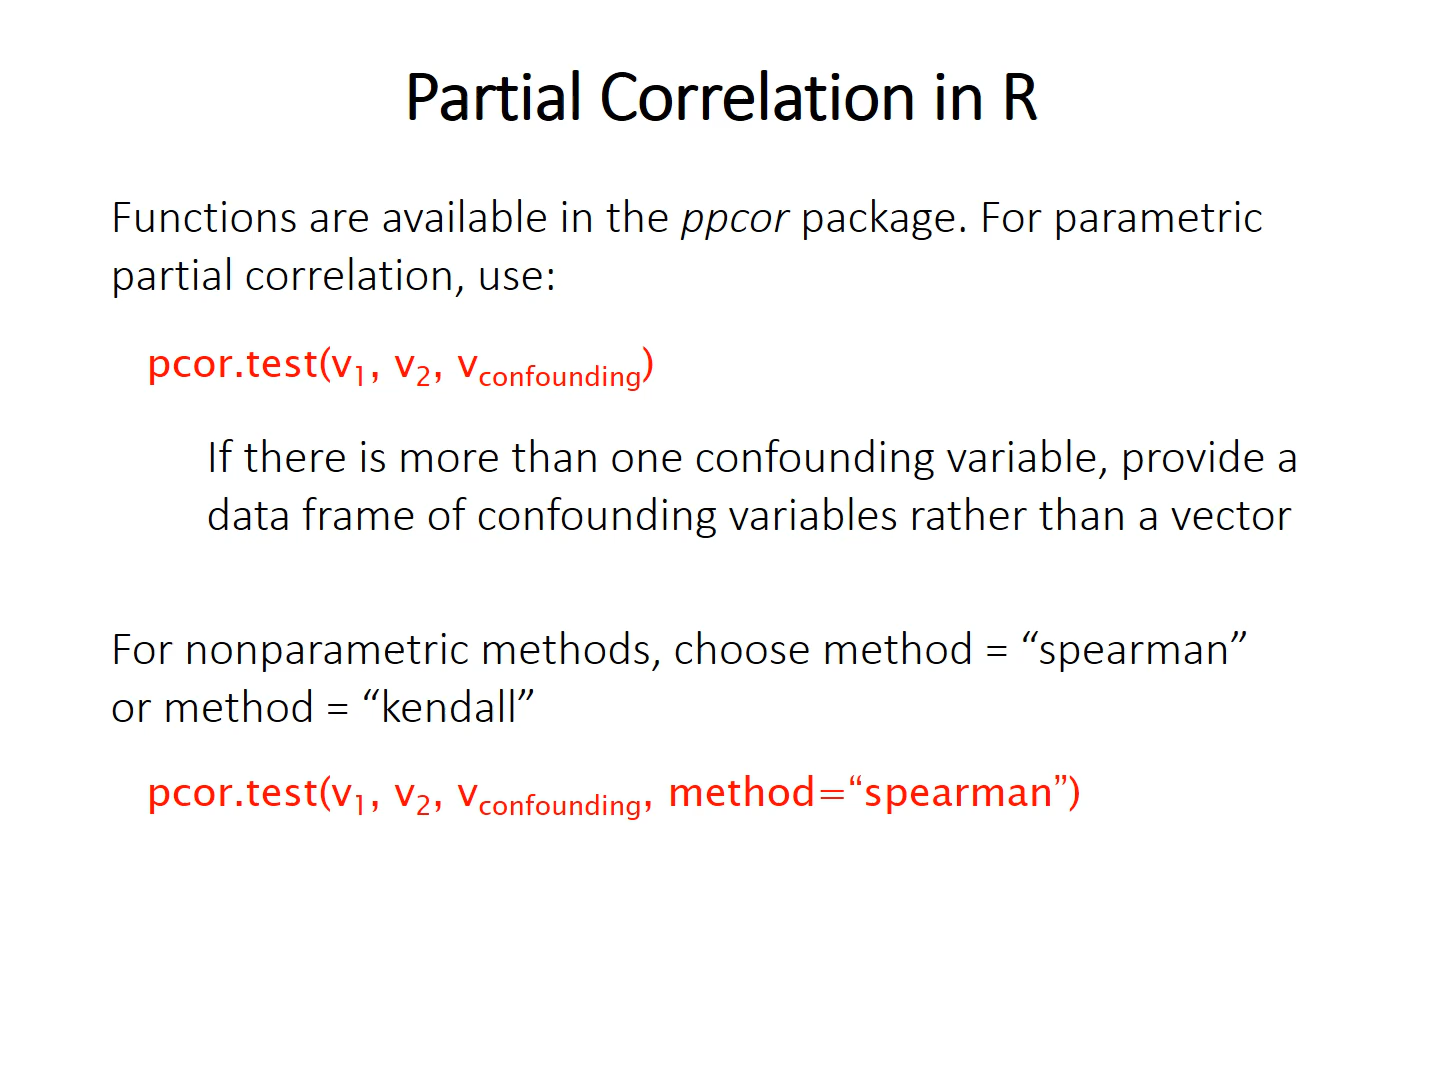 Partial Correlation in R
Functions are available in the ppcor package. For parametric
partial correlation, use:
pcor.test(v1, v2, vconfounding)
If there is more than one confounding variable, provide a
data frame of confounding variables rather than a vector
For nonparametric methods, choose method = “spearman”
or method = “kendall”
pcor.test(v1, v2, vconfounding, method=“spearman”)